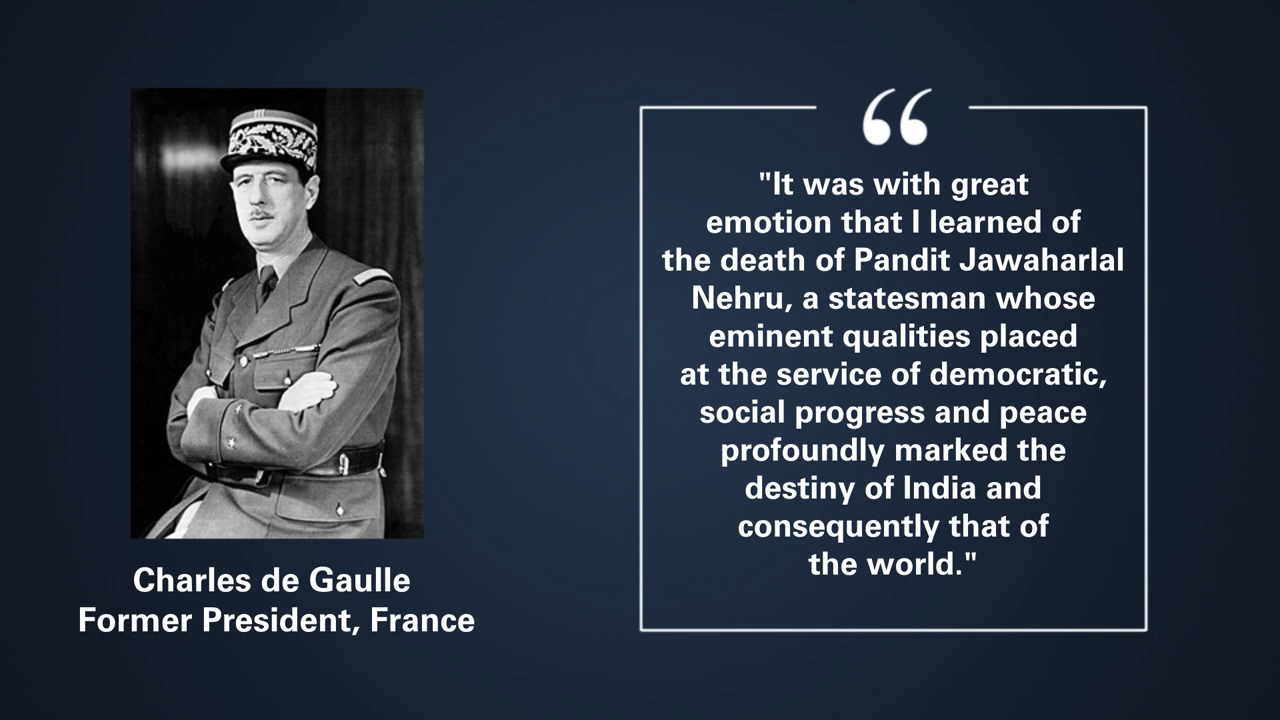 “
"It was with great
emotion that I learned of
the death of Pandit Jawaharlal
Nehru, a statesman whose
eminent qualities placed
at the service of democratic,
social progress and peace
profoundly marked the
destiny of India and
consequently that of
the world."
Charles de Gaulle
Former President, France